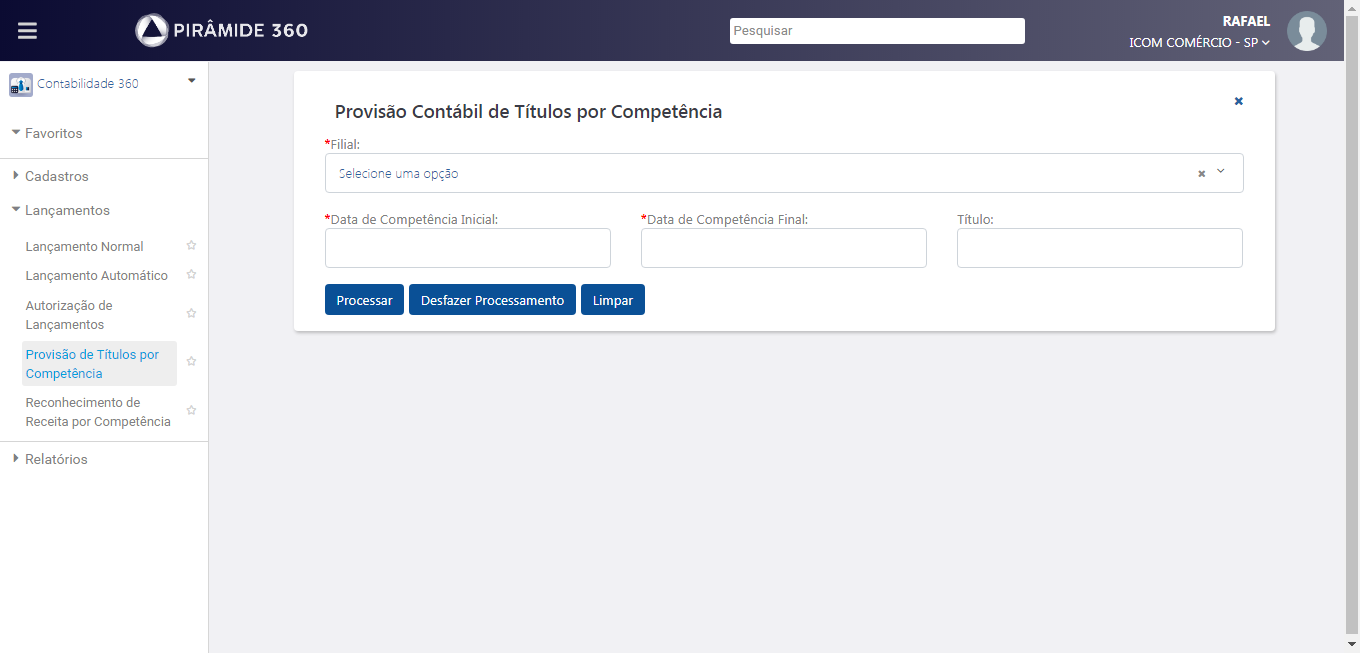 PIRÂMIDE 360
Pesquisar
RAFAEL
ICOM COMÉRCIO - SP
Contabilidade 360
Favoritos
Cadastros
Lançamentos
Lançamento Normal
Lançamento Automático
Autorização de
Lançamentos
Provisão de Títulos por
Competência
Reconhecimento de
Receita por Competência
Relatórios
Provisão Contábil de Títulos por Competência
*Filial:
Selecione uma opção
*Data de Competência Inicial:
*Data de Competência Final:
Título:
Processar
Desfazer Processamento
Limpar